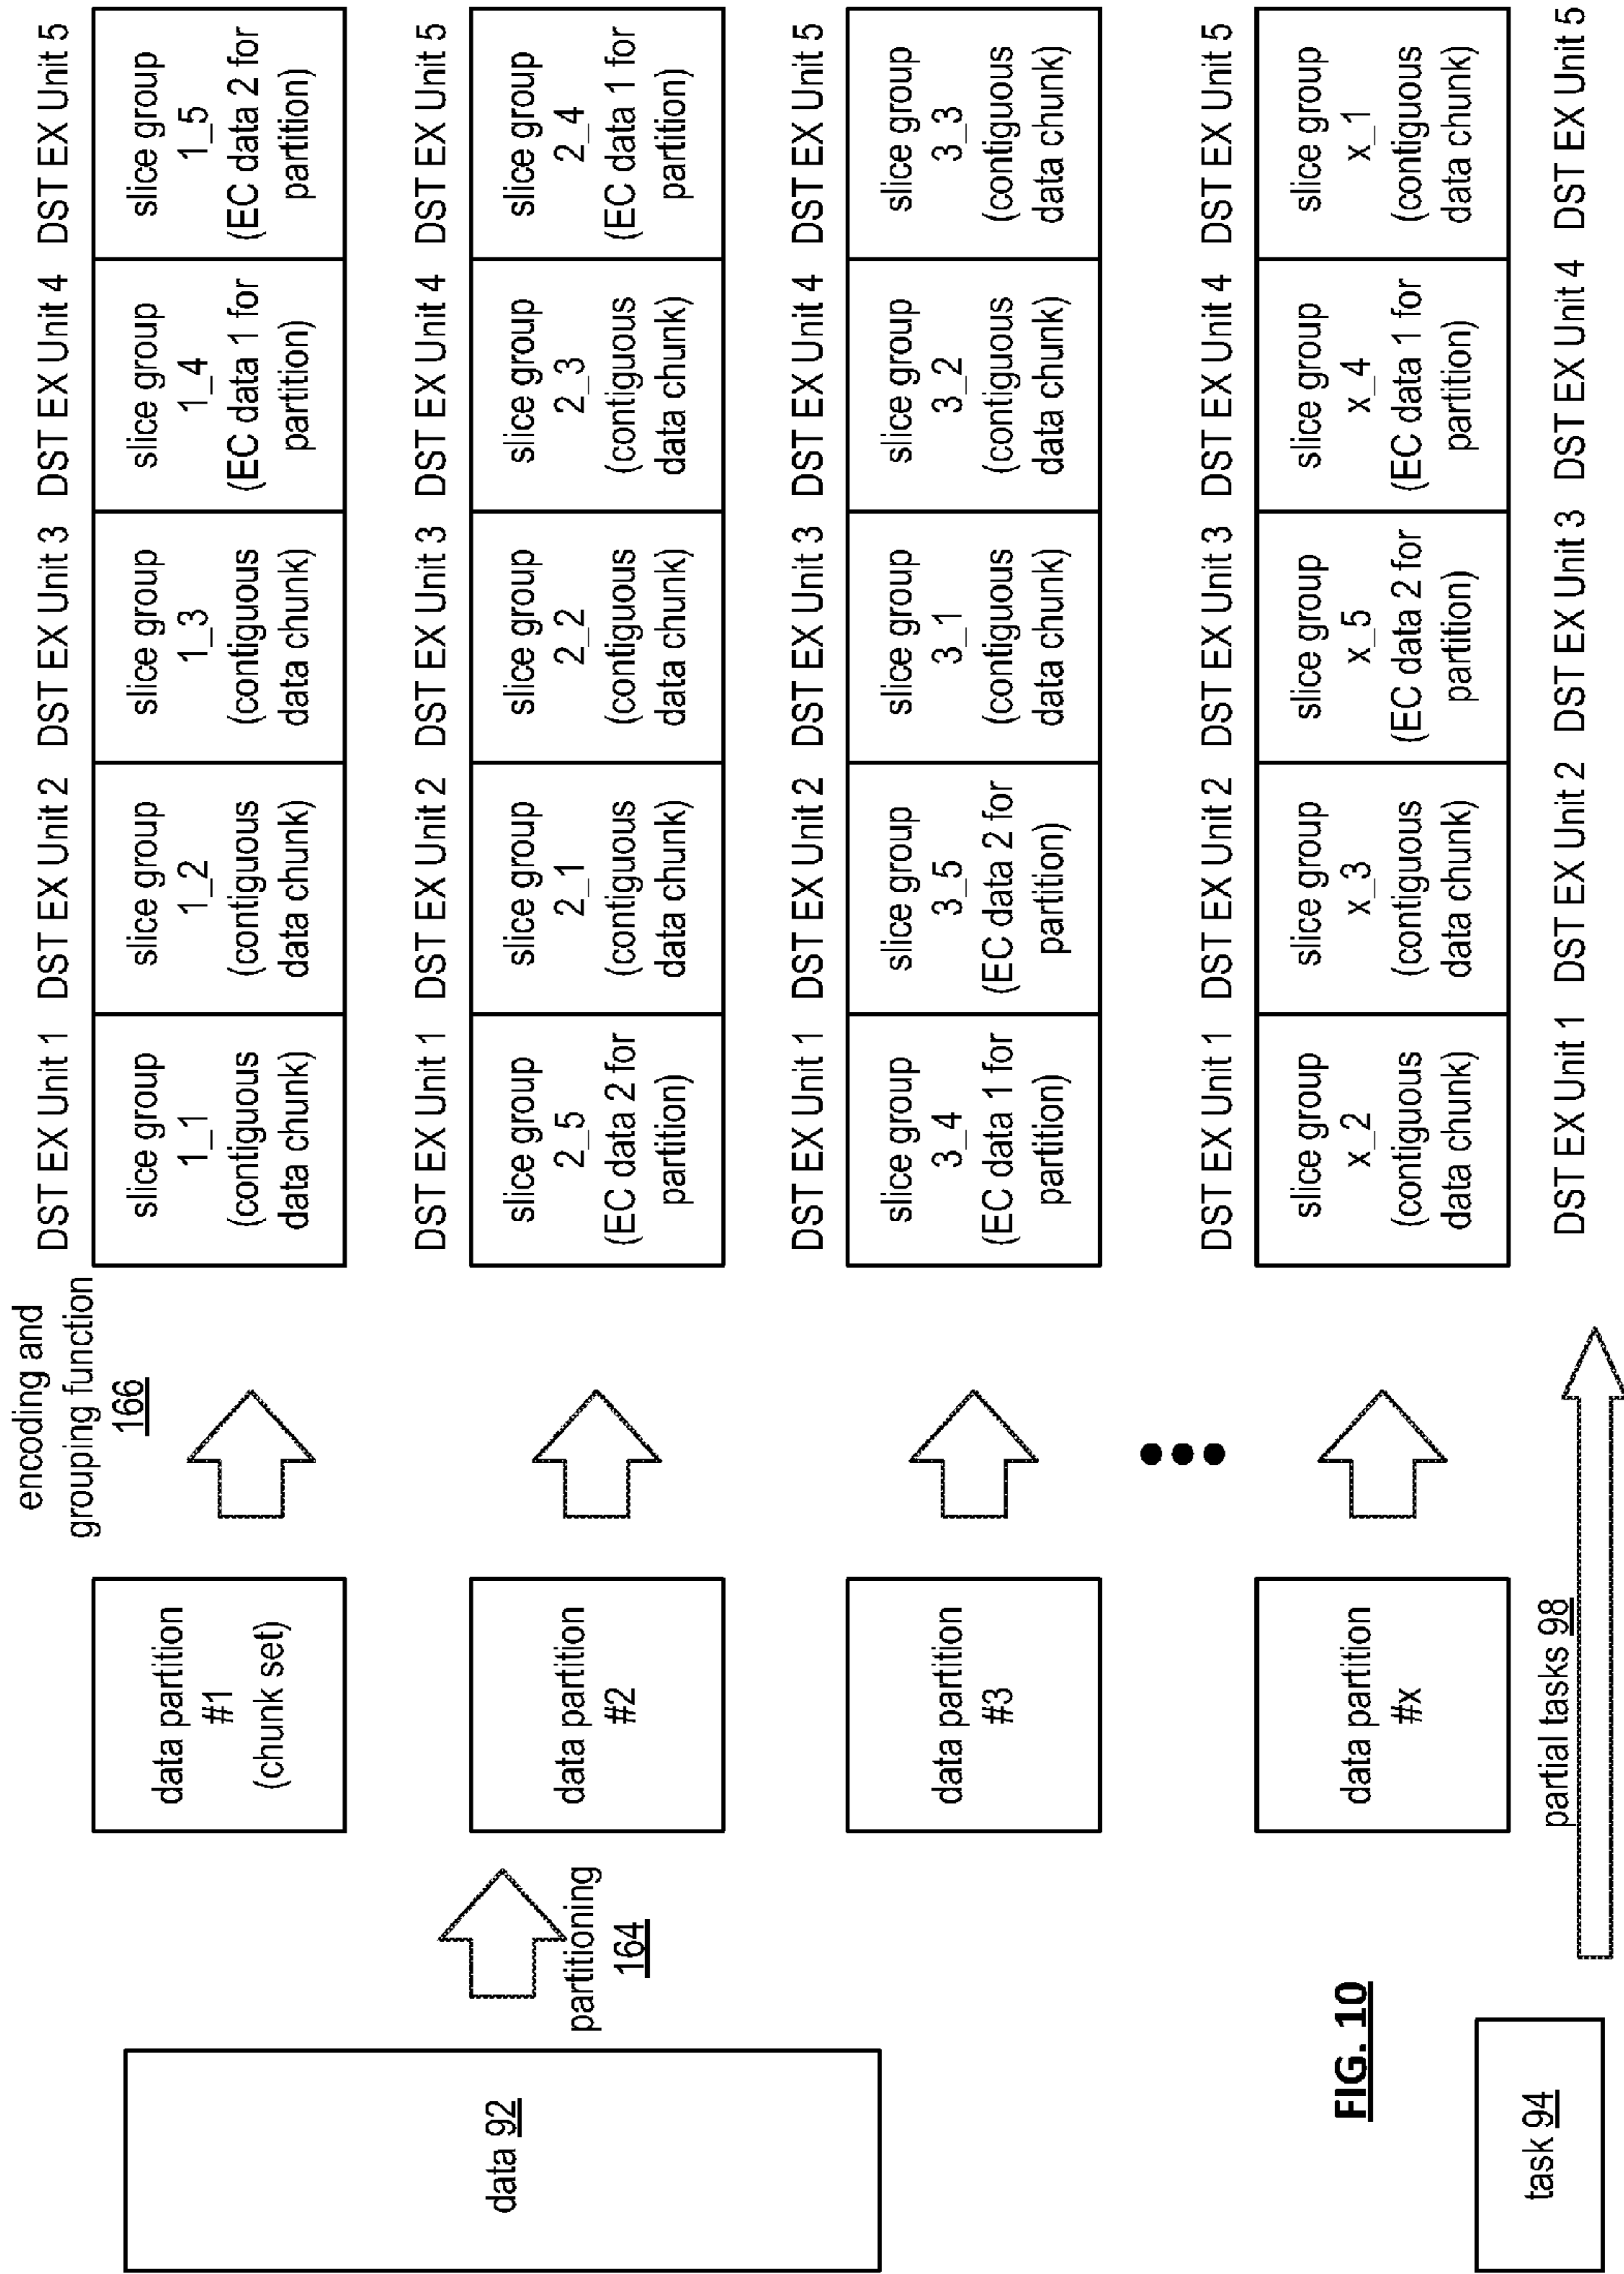 data 92
partitioning
164
data partition
#1
(chunk set)
encoding and
grouping function
166
DST EX Unit 1
DST EX Unit 2
DST EX Unit 3
DST EX Unit 4
DST EX Unit 5
slice group
1_1
(contiguous
data chunk)
slice group
1_2
(contiguous
data chunk)
slice group
1_3
(contiguous
data chunk)
slice group
1_4
(EC data 1 for
partition)
slice group
1_5
(EC data 2 for
partition)
data partition
#2
DST EX Unit 1
DST EX Unit 2
DST EX Unit 3
DST EX Unit 4
DST EX Unit 5
slice group
2_5
(EC data 2 for
partition)
slice group
2_1
(contiguous
data chunk)
slice group
2_2
(contiguous
data chunk)
slice group
2_3
(contiguous
data chunk)
slice group
2_4
(EC data 1 for
partition)
data partition
#3
DST EX Unit 1
DST EX Unit 2
DST EX Unit 3
DST EX Unit 4
DST EX Unit 5
slice group
3_4
(EC data 1 for
partition)
slice group
3_5
(EC data 2 for
partition)
slice group
3_1
(contiguous
data chunk)
slice group
3_2
(contiguous
data chunk)
slice group
3_3
(contiguous
data chunk)
data partition
#x
DST EX Unit 1
DST EX Unit 2
DST EX Unit 3
DST EX Unit 4
DST EX Unit 5
slice group
x_2
(contiguous
data chunk)
slice group
x_3
(contiguous
data chunk)
slice group
x_5
(EC data 2 for
partition)
slice group
x_4
(EC data 1 for
partition)
slice group
x_1
(contiguous
data chunk)
FIG. 10
task 94
partial tasks 98
DST EX Unit 1
DST EX Unit 2
DST EX Unit 3
DST EX Unit 4
DST EX Unit 5